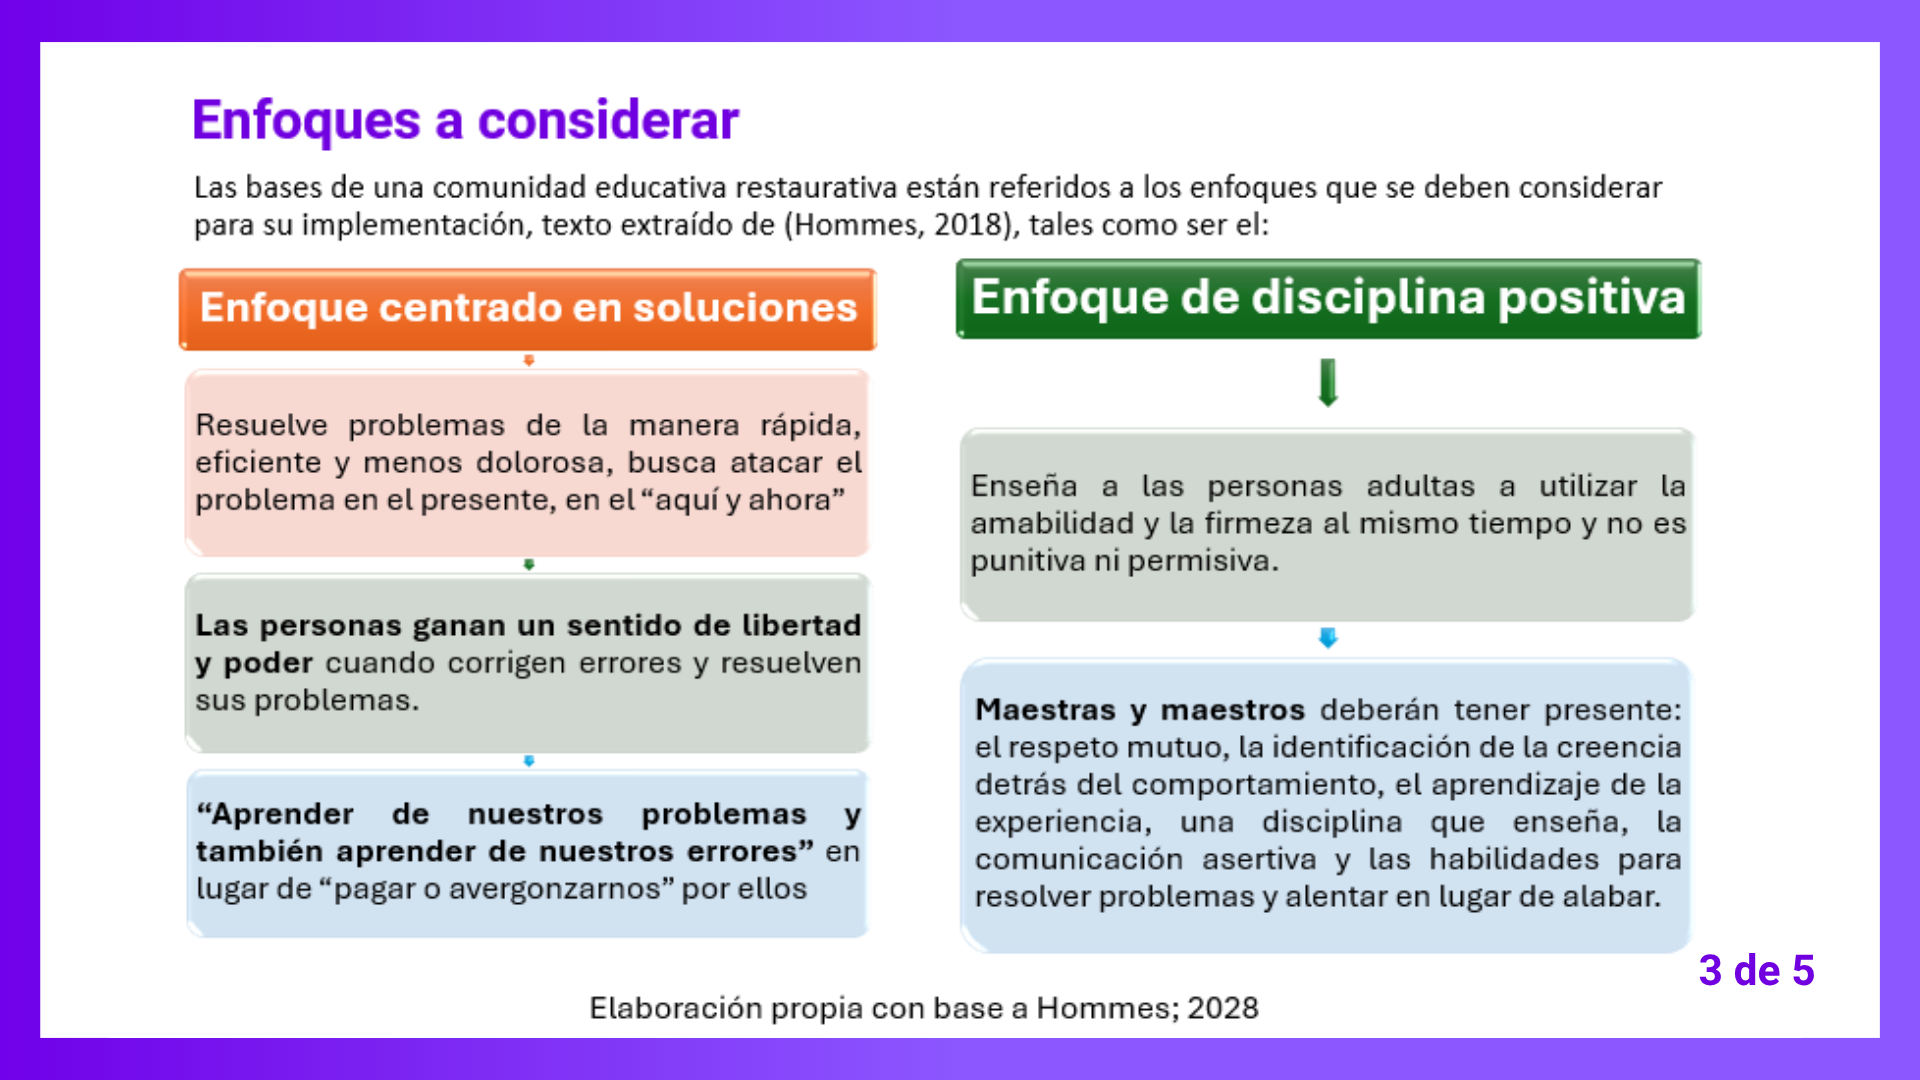 Enfoques a considerar
Las bases de una comunidad educativa restaurativa están referidos a los enfoques que se deben considerar
para su implementación, texto extraído de (Hommes, 2018), tales como ser el:
Enfoque centrado en soluciones
Resuelve problemas de la manera rápida,
eficiente y menos dolorosa, busca atacar el
problema en el presente, en el “aquí y ahora”
Las personas ganan un sentido de libertad
y poder cuando corrigen errores y resuelven
sus problemas.
“Aprender de nuestros problemas y
también aprender de nuestros errores” en
lugar de “pagar o avergonzarnos” por ellos
Enfoque de disciplina positiva
Enseña a las personas adultas a utilizar la
amabilidad y la firmeza al mismo tiempo y no es
punitiva ni permisiva.
Maestras y maestros deberán tener presente:
el respeto mutuo, la identificación de la creencia
detrás del comportamiento, el aprendizaje de la
experiencia, una disciplina que enseña, la
comunicación asertiva y las habilidades para
resolver problemas y alentar en lugar de alabar.
3 de 5
Elaboración propia con base a Hommes; 2028